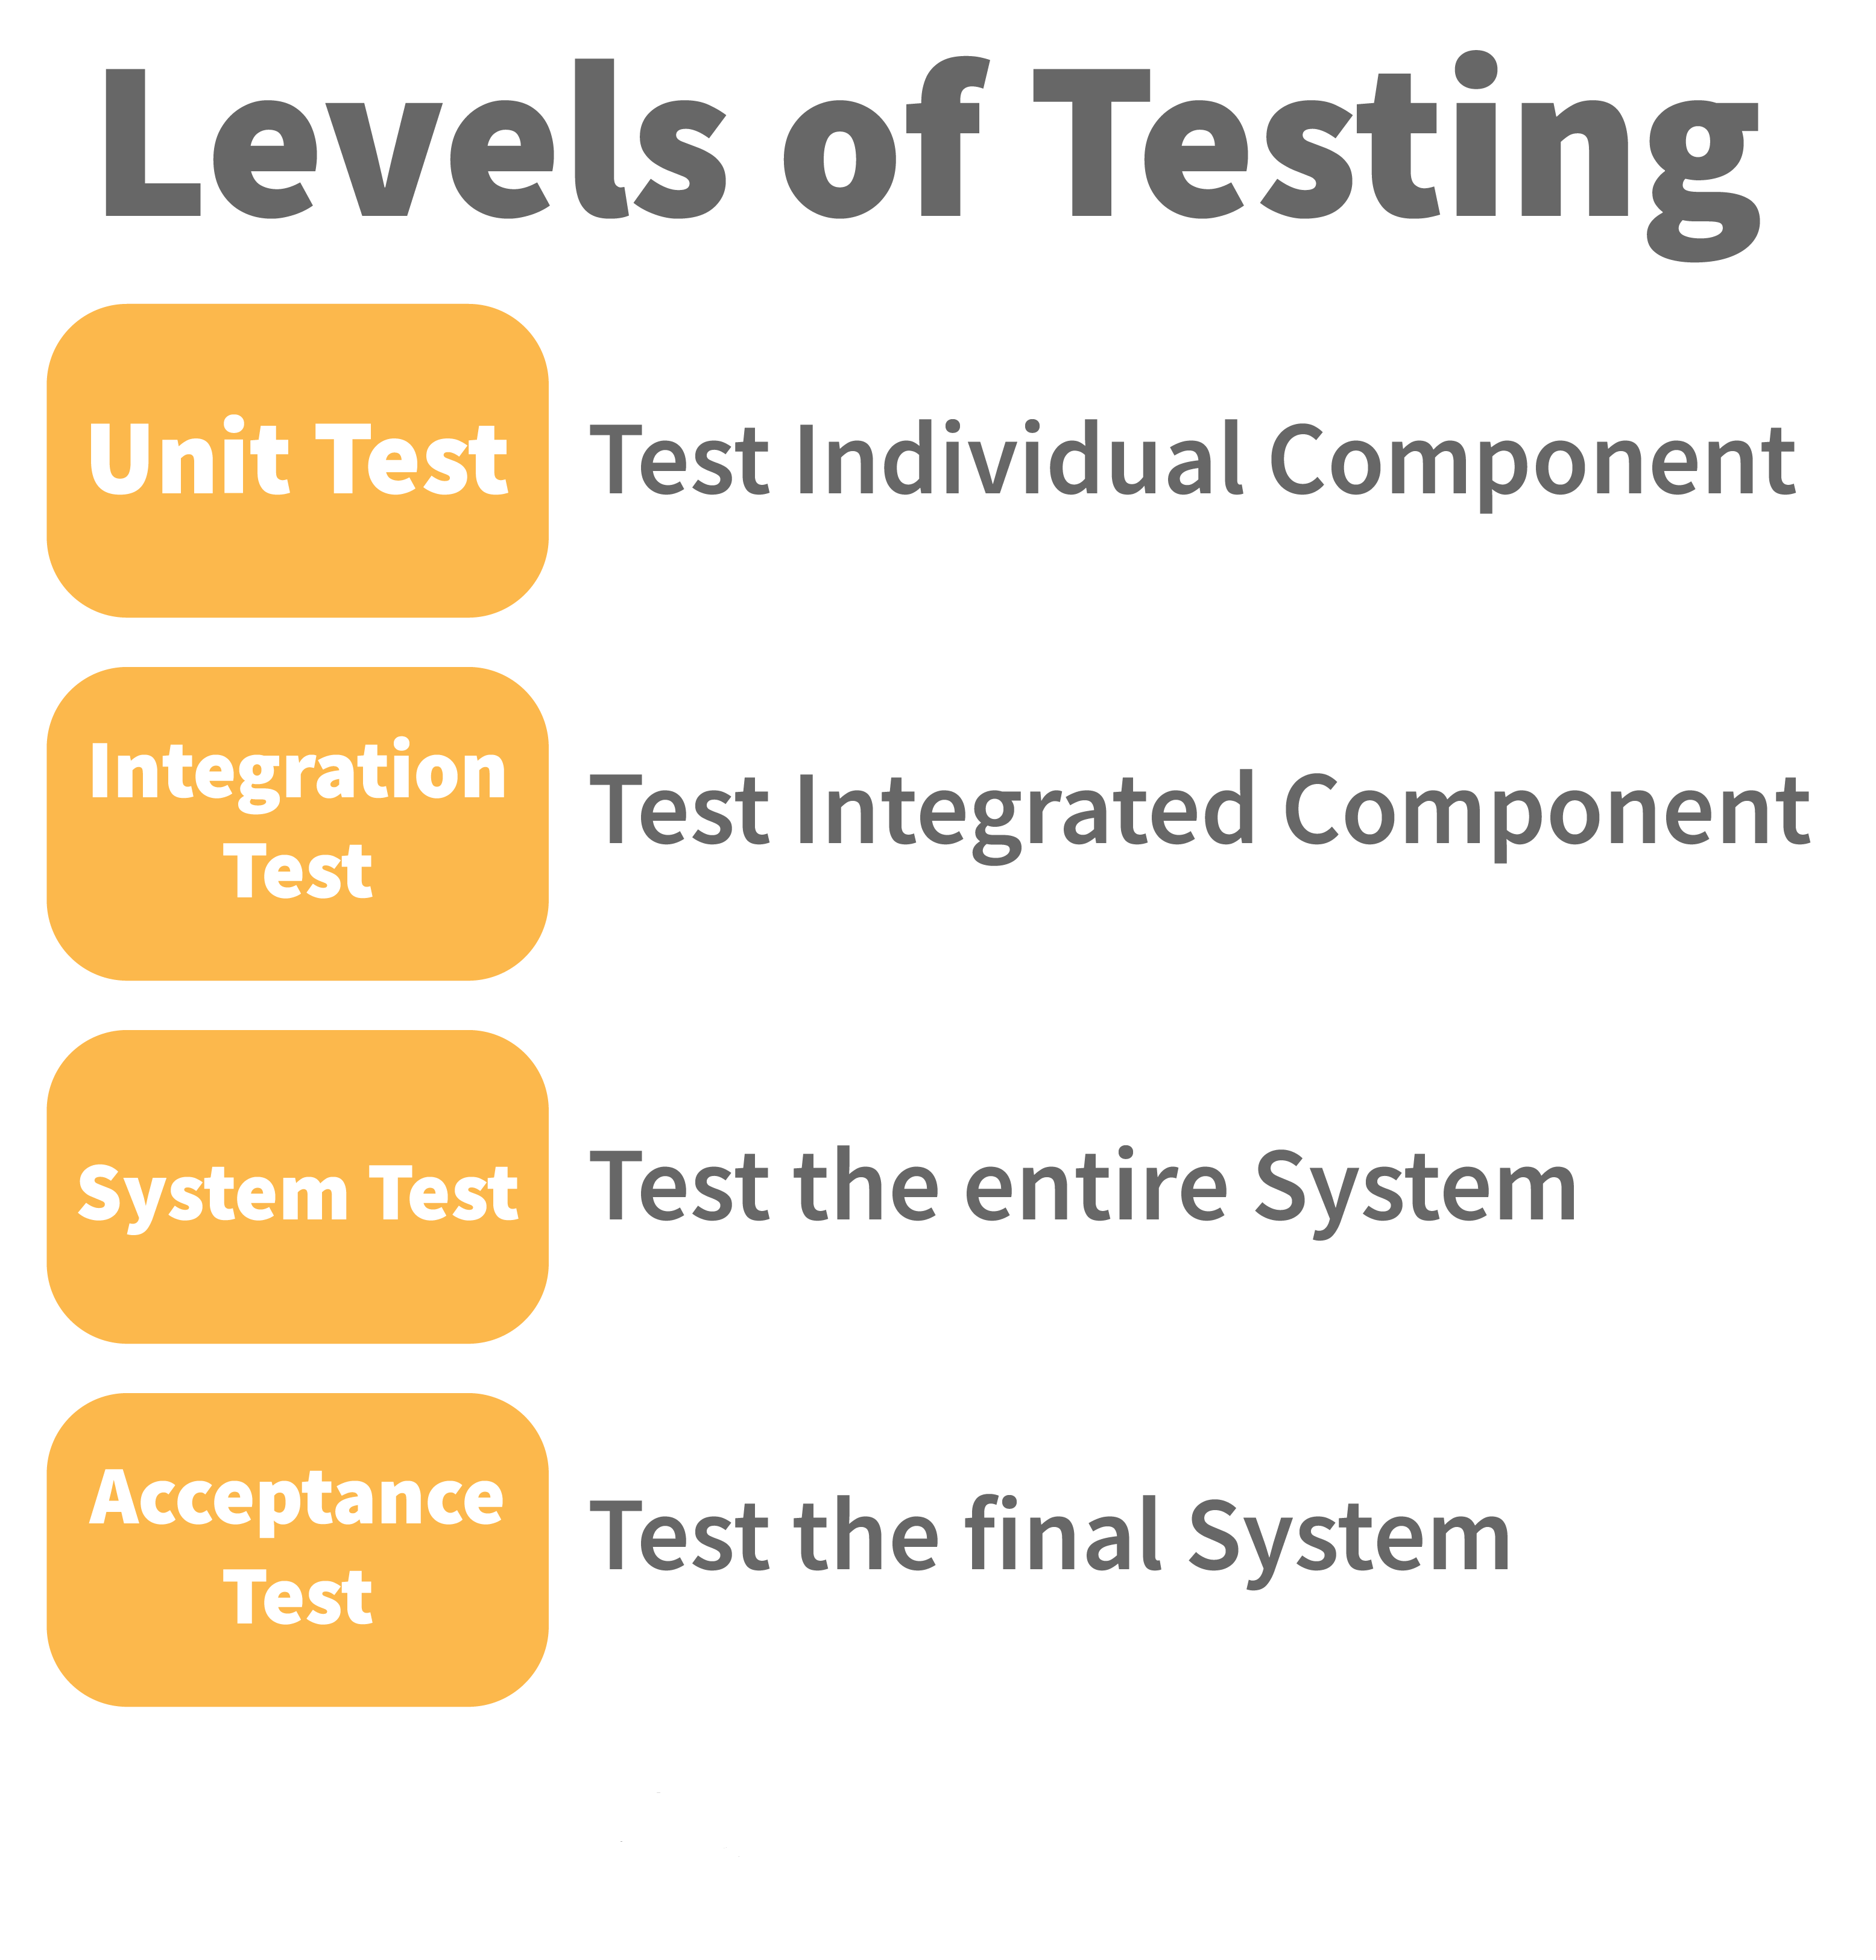 Levels of Testing
Unit Test
Test Individual Component
Integration
Test
Test Integrated Component
System Test
Test the entire System
Acceptance
Test
Test the final System